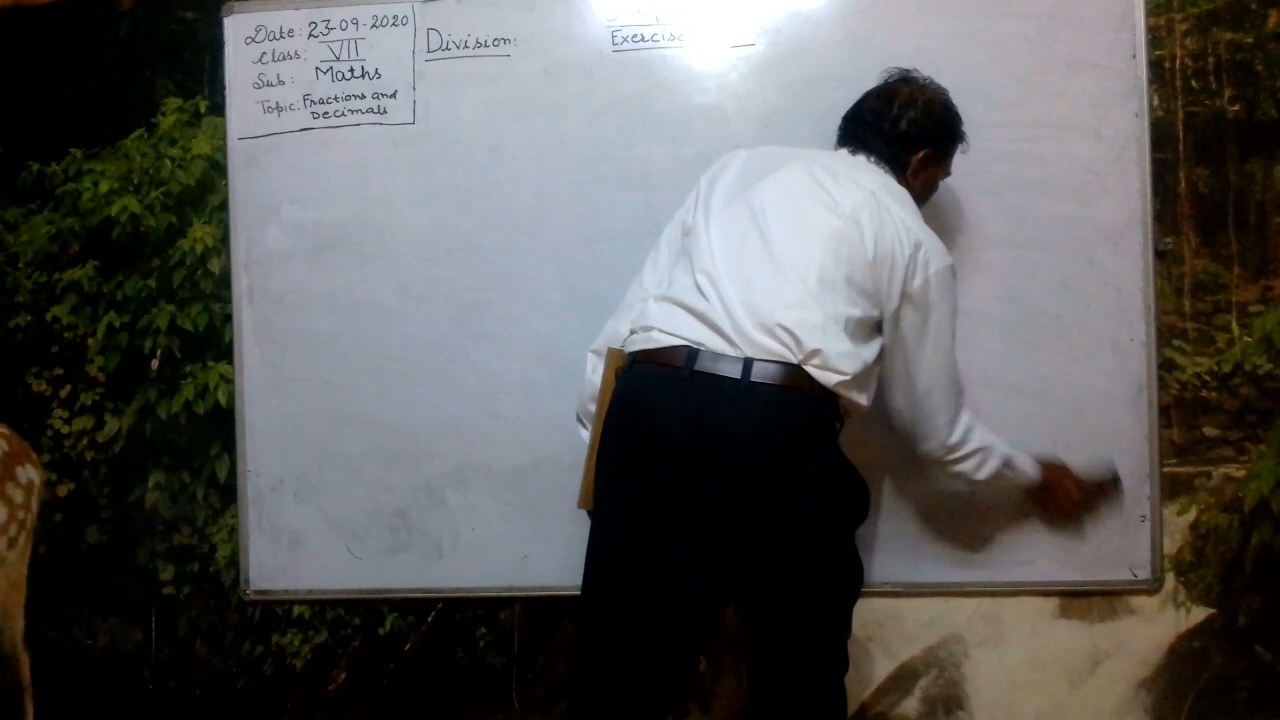 Date: 23-09-2020
Class: VII
Sub: Maths
Topic: Fractions and
Decimals
Division:
Exercise